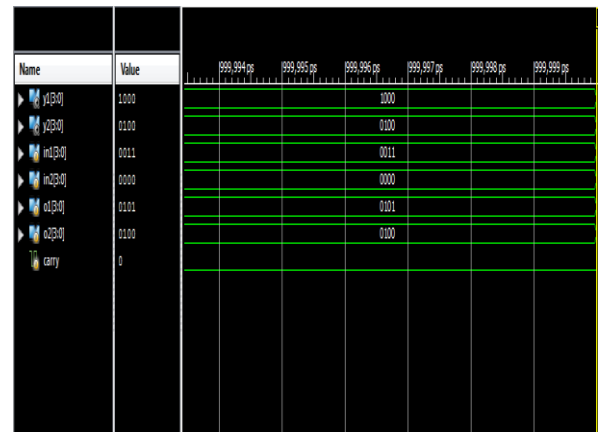 Name Value 999,994 ps 999,995 ps 999,996 ps 999,997 ps 999,998 ps 999,999 ps
y1[3:0] 1000 1000
y2[3:0] 0100 0100
in1[3:0] 0011 0011
in2[3:0] 0000 0000
o1[3:0] 0101 0101
o2[3:0] 0100 0100
carry 0